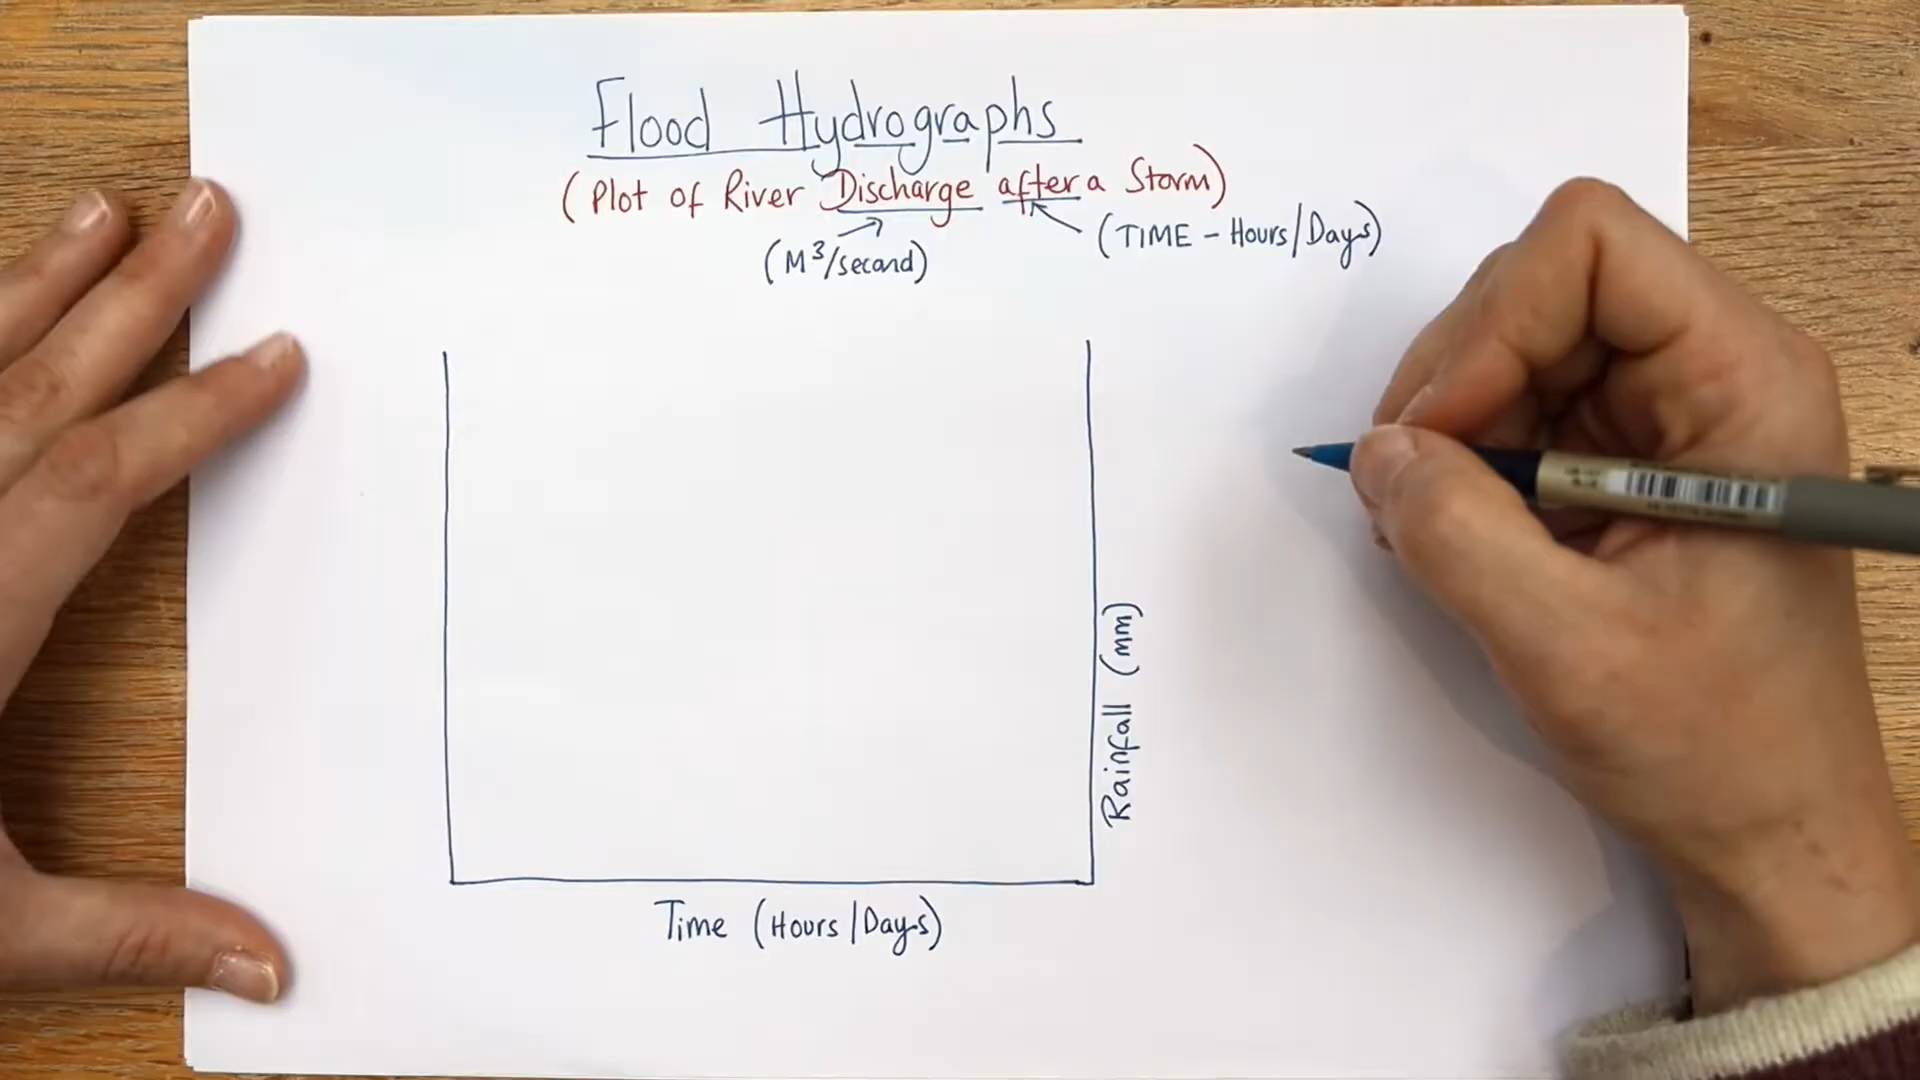 Flood Hydrographs
(Plot of River Discharge after a Storm)
(M³/second)
(TIME - Hours/Days)
Rainfall (mm)
Time (Hours/Days)